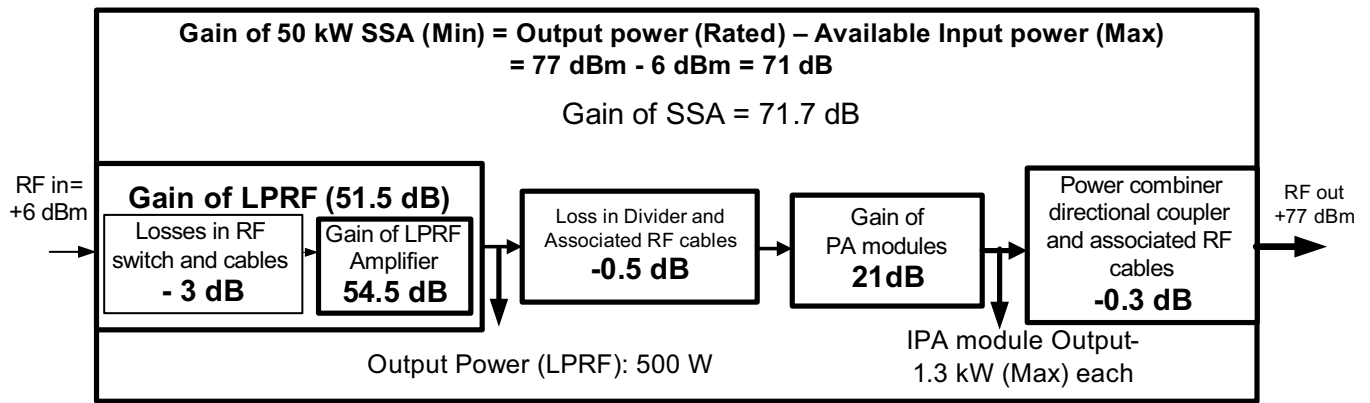 Gain of 50 kW SSA (Min) = Output power (Rated) – Available Input power (Max)
= 77 dBm - 6 dBm = 71 dB
Gain of SSA = 71.7 dB
RF in=
+6 dBm
Gain of LPRF (51.5 dB)
Losses in RF
switch and cables
- 3 dB
Gain of LPRF
Amplifier
54.5 dB
Loss in Divider and
Associated RF cables
-0.5 dB
Gain of
PA modules
21dB
Power combiner
directional coupler
and associated RF
cables
-0.3 dB
RF out
+77 dBm
Output Power (LPRF): 500 W
IPA module Output-
1.3 kW (Max) each